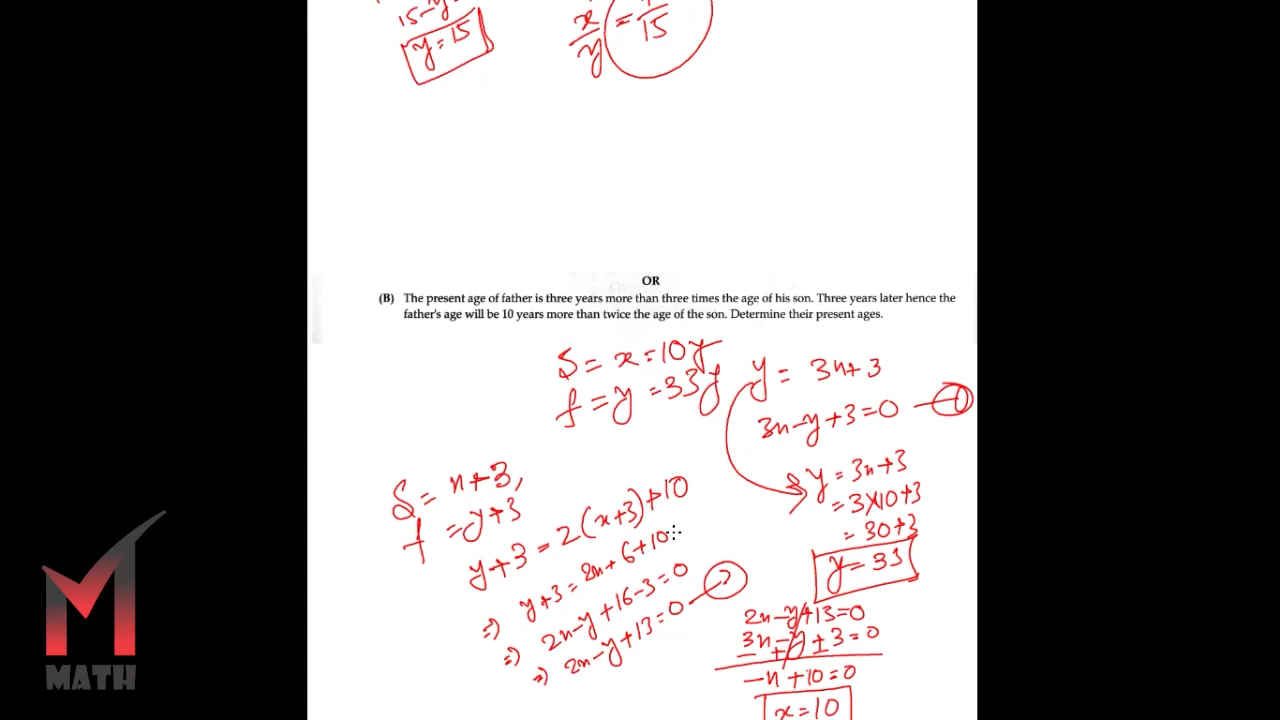 15-y=
y=15
x/y = 1/15
OR
(B) The present age of father is three years more than three times the age of his son. Three years later hence the
father's age will be 10 years more than twice the age of the son. Determine their present ages.
S = x = 10y
f = y = 33y
y = 3x+3
3x-y+3=0 ①
S = x+3,
f = y+3
y+3 = 2(x+3)+10
y+3 = 2x+6+10
⇒ 2x-y+16-3=0
⇒ 2x-y+13=0 ②
y = 3x+3
= 3×10+3
= 30+3
y = 33
2x-y+13=0
3x-y+3=0
- + -
-x+10=0
x=10
M
MATH